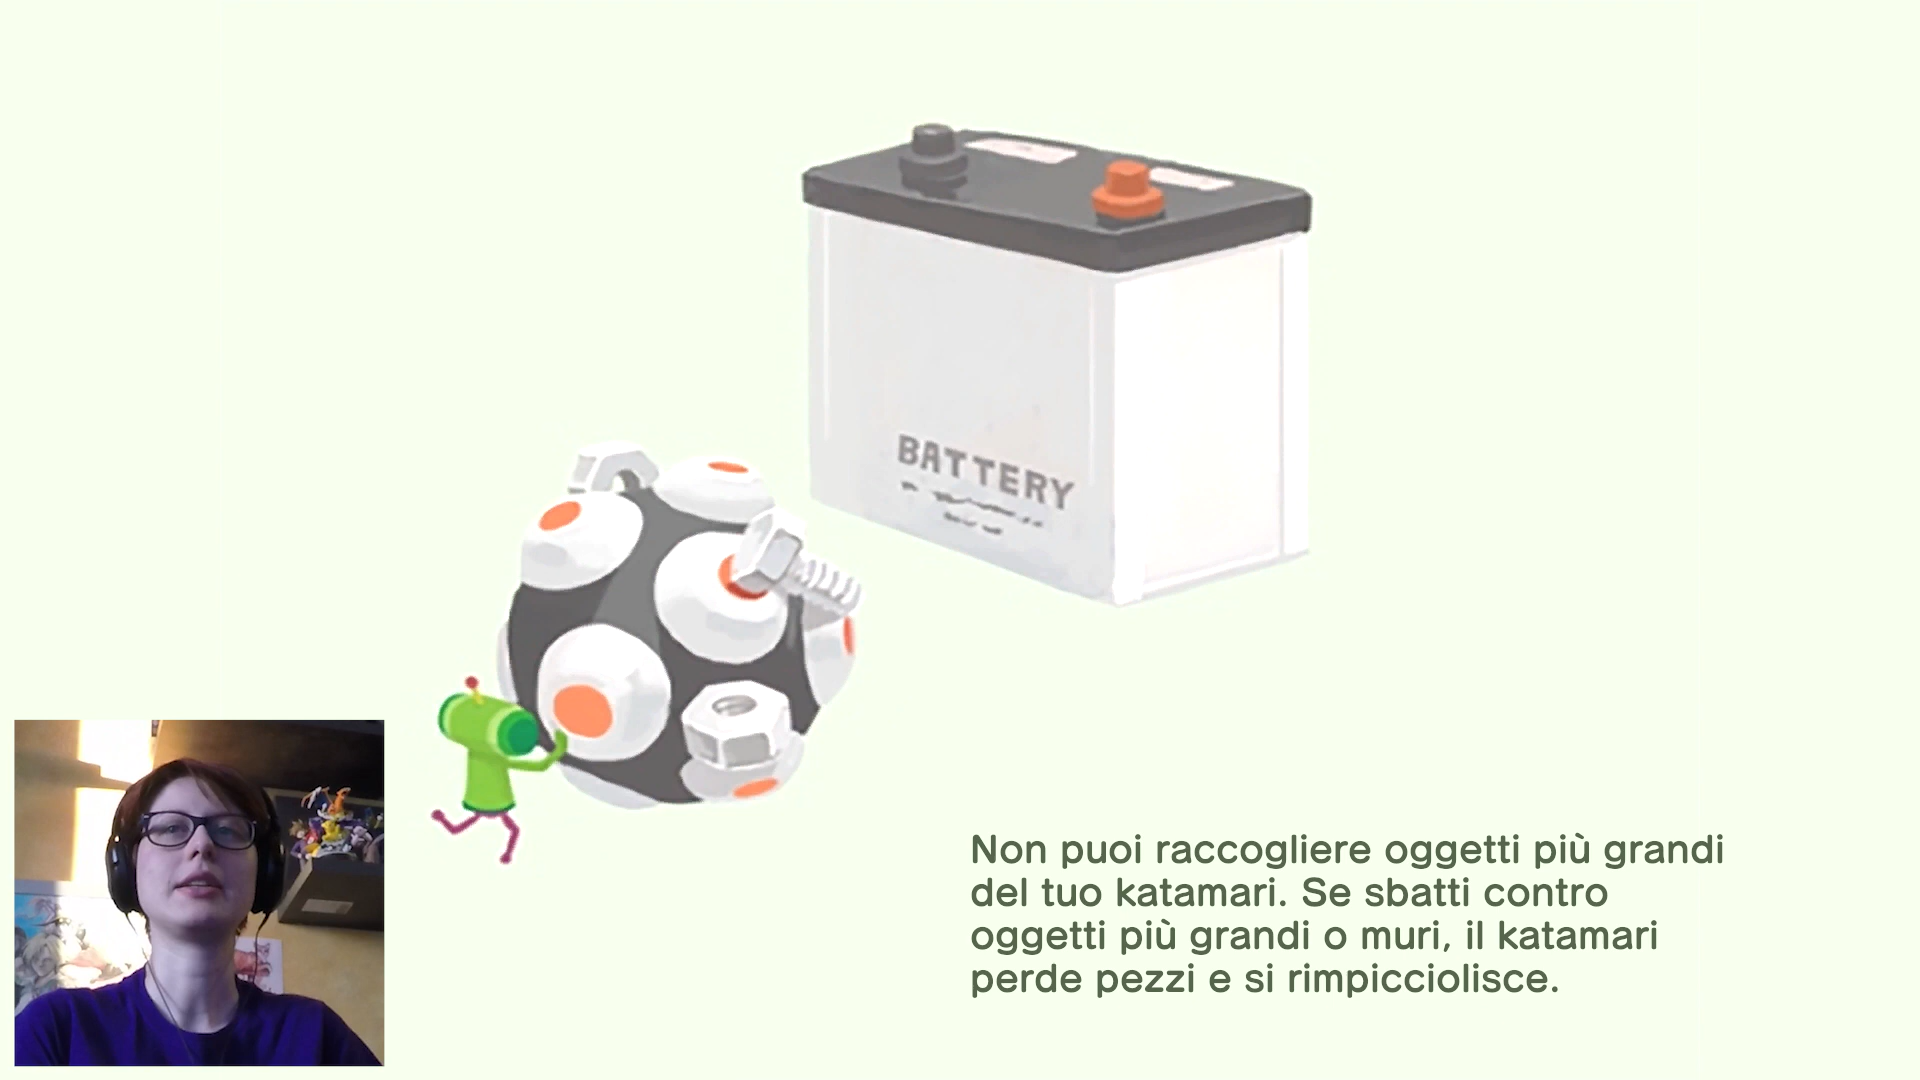 BATTERY
Non puoi raccogliere oggetti più grandi
del tuo katamari. Se sbatti contro
oggetti più grandi o muri, il katamari
perde pezzi e si rimpicciolisce.